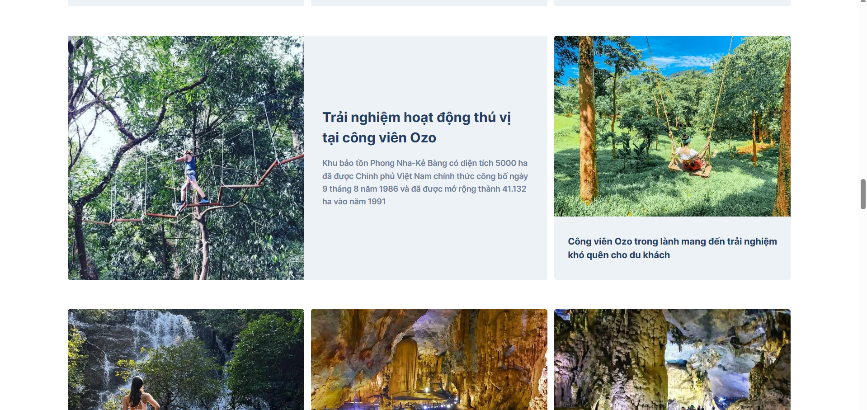 Trải nghiệm hoạt động thú vị
tại công viên Ozo
Khu bảo tồn Phong Nha-Kẻ Bàng có diện tích 5000 ha
đã được Chính phủ Việt Nam chính thức công bố ngày
9 tháng 8 năm 1986 và đã được mở rộng thành 41.132
ha vào năm 1991
Công viên Ozo trong lành mang đến trải nghiệm
khó quên cho du khách